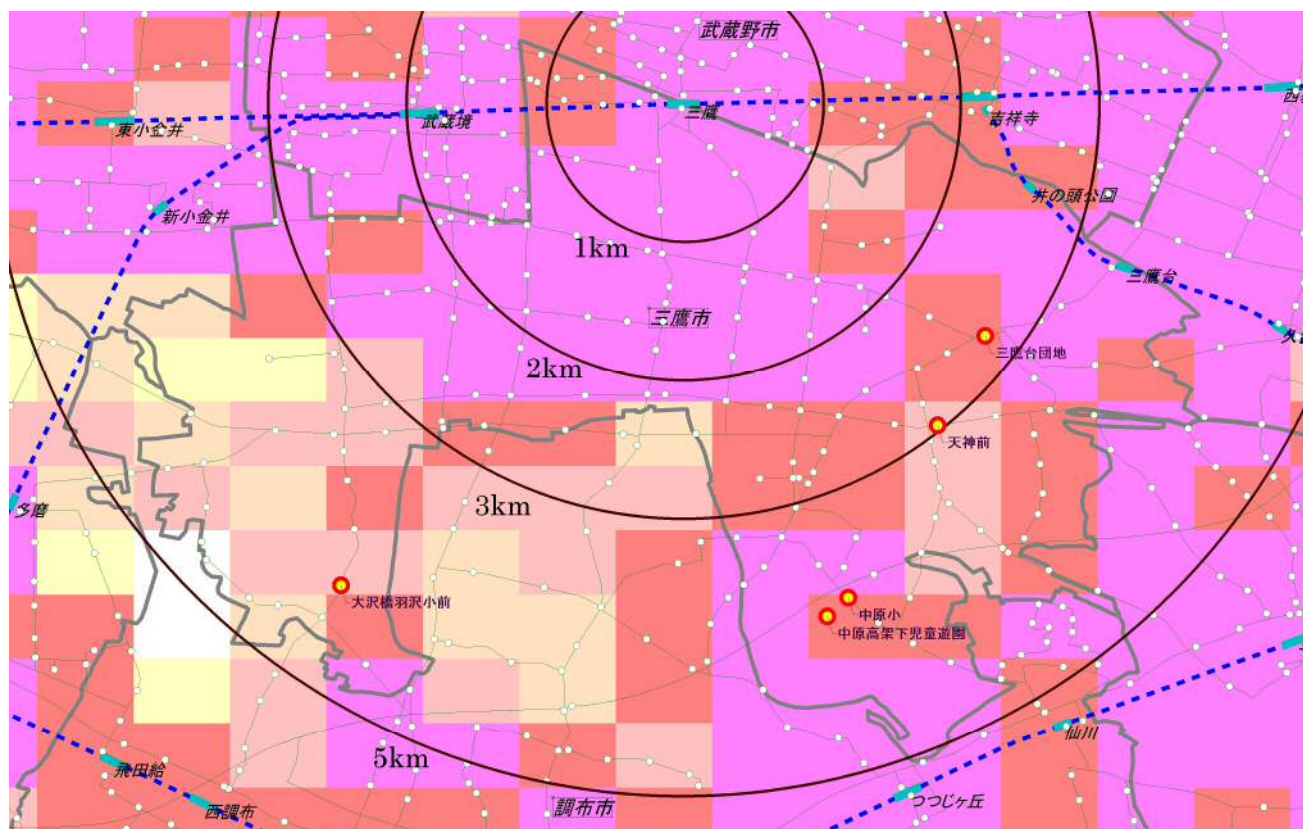 武蔵野市
東小金井
武蔵境
三鷹
吉祥寺
新小金井
井の頭公園
1km
三鷹台
三鷹市
三鷹台団地
2km
天神前
3km
多磨
大沢橋羽沢小前
中原小
中原高架下児童遊園
仙川
5km
飛田給
西調布
調布市
つつじヶ丘